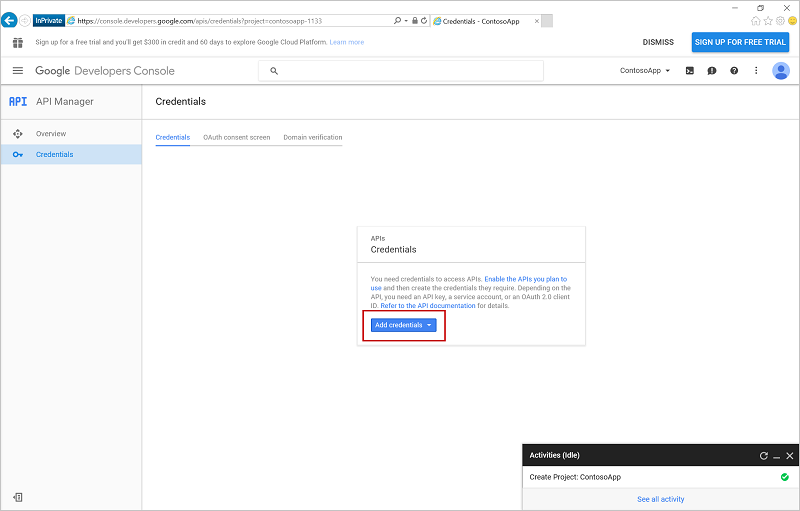 InPrivate
https://console.developers.google.com/apis/credentials?project=contosoapp-1133
Credentials - ContosoApp
Sign up for a free trial and you'll get $300 in credit and 60 days to explore Google Cloud Platform. Learn more
DISMISS
SIGN UP FOR FREE TRIAL
Google Developers Console
ContosoApp
API
API Manager
Credentials
Overview
Credentials
Credentials
OAuth consent screen
Domain verification
APIs
Credentials
You need credentials to access APIs. Enable the APIs you plan to
use and then create the credentials they require. Depending on the
API, you need an API key, a service account, or an OAuth 2.0 client
ID. Refer to the API documentation for details.
Add credentials
Activities (Idle)
Create Project: ContosoApp
See all activity